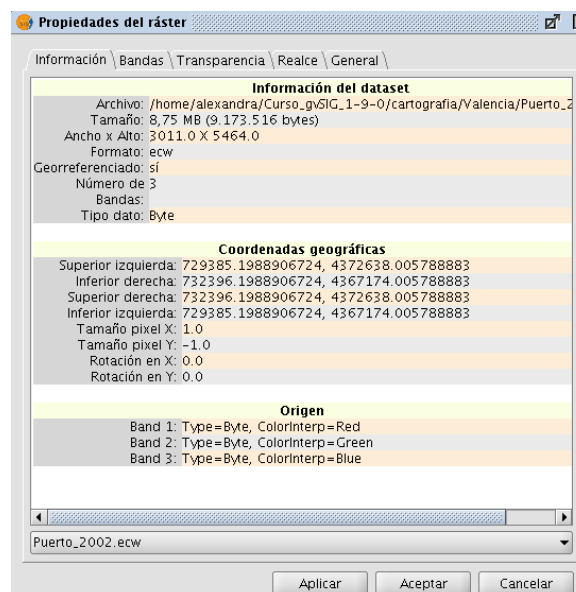 Propiedades del ráster
Información Bandas Transparencia Realce General
Información del dataset
Archivo: /home/alexandra/Curso_gvSIG_1-9-0/cartografia/Valencia/Puerto_2
Tamaño: 8,75 MB (9.173.516 bytes)
Ancho x Alto: 3011.0 X 5464.0
Formato: ecw
Georreferenciado: sí
Número de 3
Bandas:
Tipo dato: Byte
Coordenadas geográficas
Superior izquierda: 729385.1988906724, 4372638.005788883
Inferior derecha: 732396.1988906724, 4367174.005788883
Superior derecha: 732396.1988906724, 4372638.005788883
Inferior izquierda: 729385.1988906724, 4367174.005788883
Tamaño pixel X: 1.0
Tamaño pixel Y: -1.0
Rotación en X: 0.0
Rotación en Y: 0.0
Origen
Band 1: Type=Byte, ColorInterp=Red
Band 2: Type=Byte, ColorInterp=Green
Band 3: Type=Byte, ColorInterp=Blue
Puerto_2002.ecw
Aplicar Aceptar Cancelar